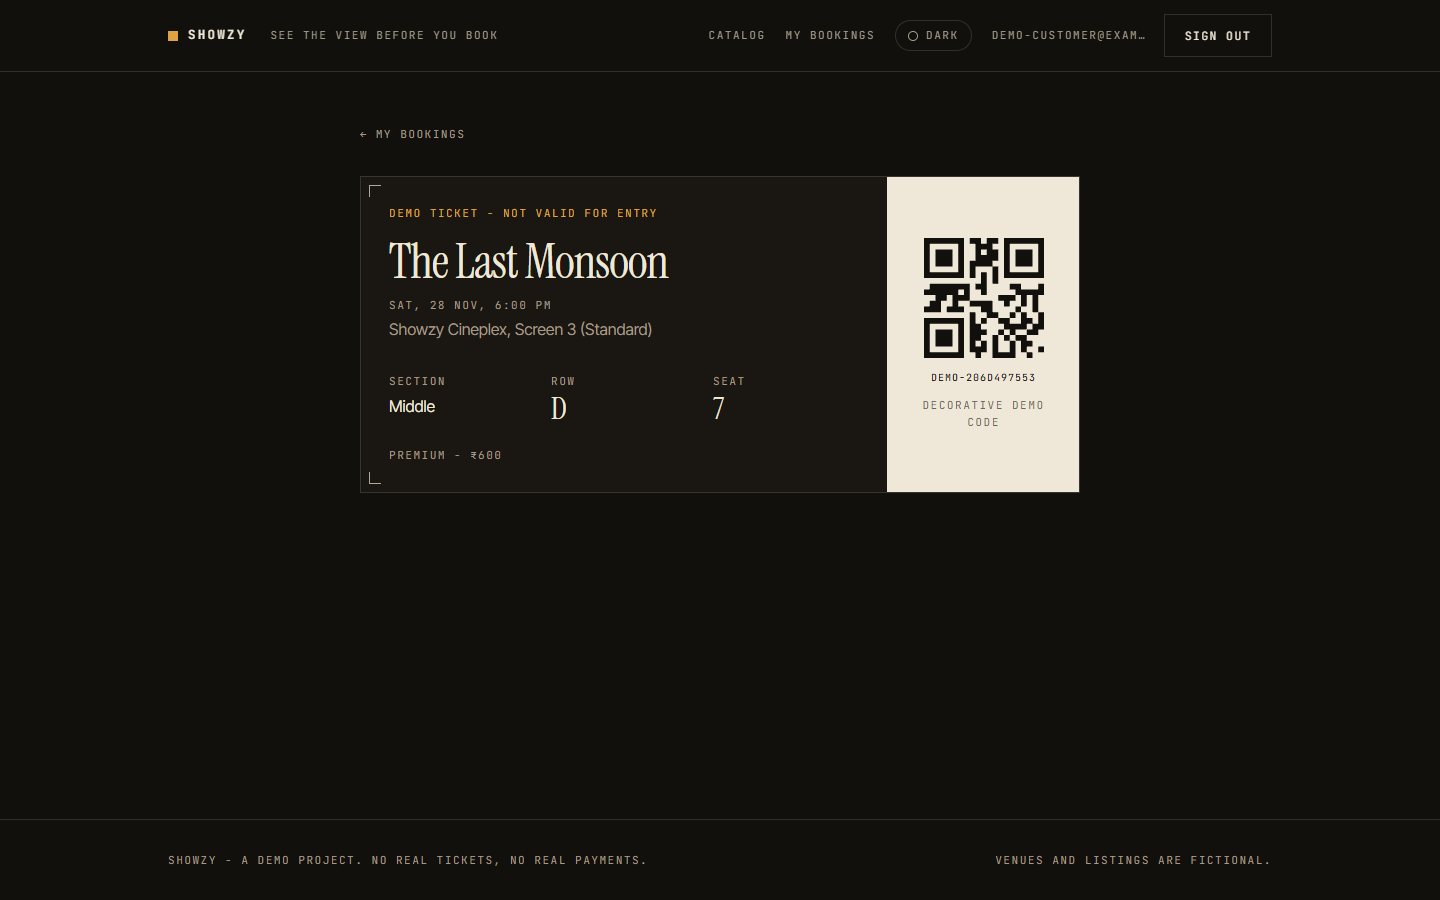 SHOWZY
SEE THE VIEW BEFORE YOU BOOK
CATALOG
MY BOOKINGS
DARK
DEMO-CUSTOMER@EXAM…
SIGN OUT
← MY BOOKINGS
DEMO TICKET - NOT VALID FOR ENTRY
The Last Monsoon
SAT, 28 NOV, 6:00 PM
Showzy Cineplex, Screen 3 (Standard)
SECTION
Middle
ROW
D
SEAT
7
PREMIUM - ₹600
DEMO-206D497553
DECORATIVE DEMO
CODE
SHOWZY - A DEMO PROJECT. NO REAL TICKETS, NO REAL PAYMENTS.
VENUES AND LISTINGS ARE FICTIONAL.